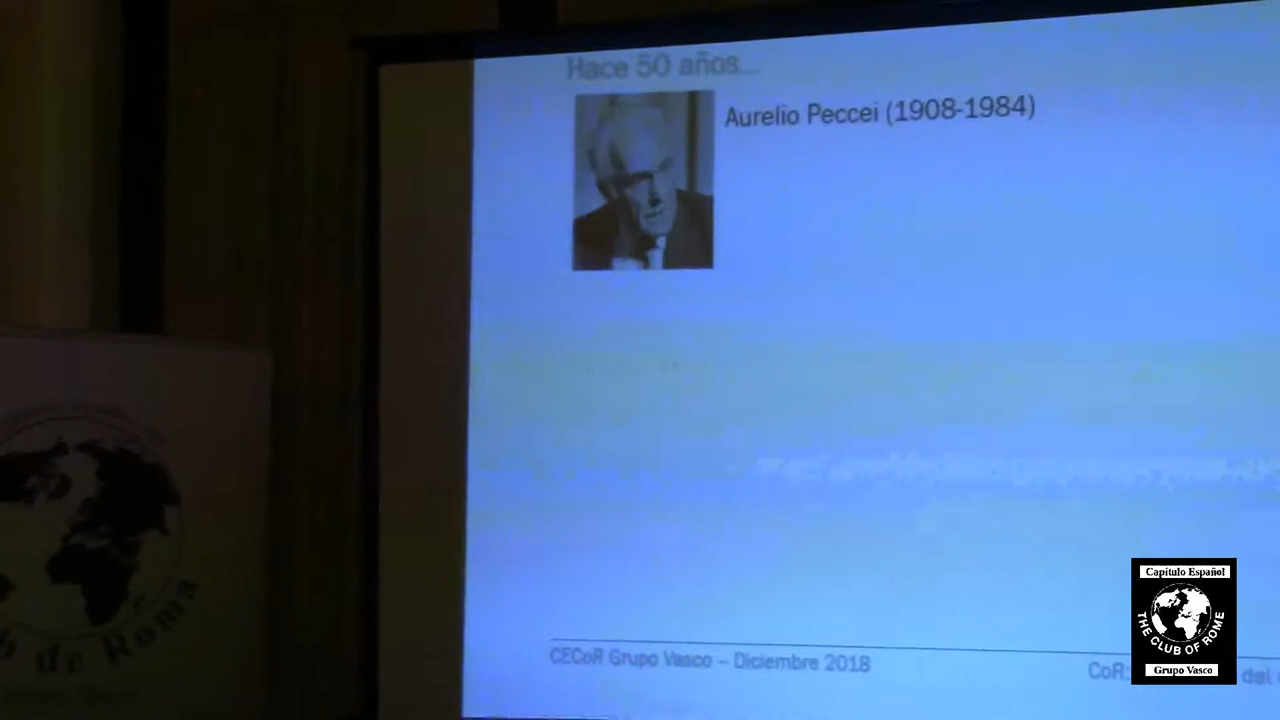 Hace 50 años...
Aurelio Peccei (1908-1984)
CECoR Grupo Vasco – Diciembre 2018
CoR:
del
Capítulo Español
THE CLUB OF ROME
Grupo Vasco
b de Roma